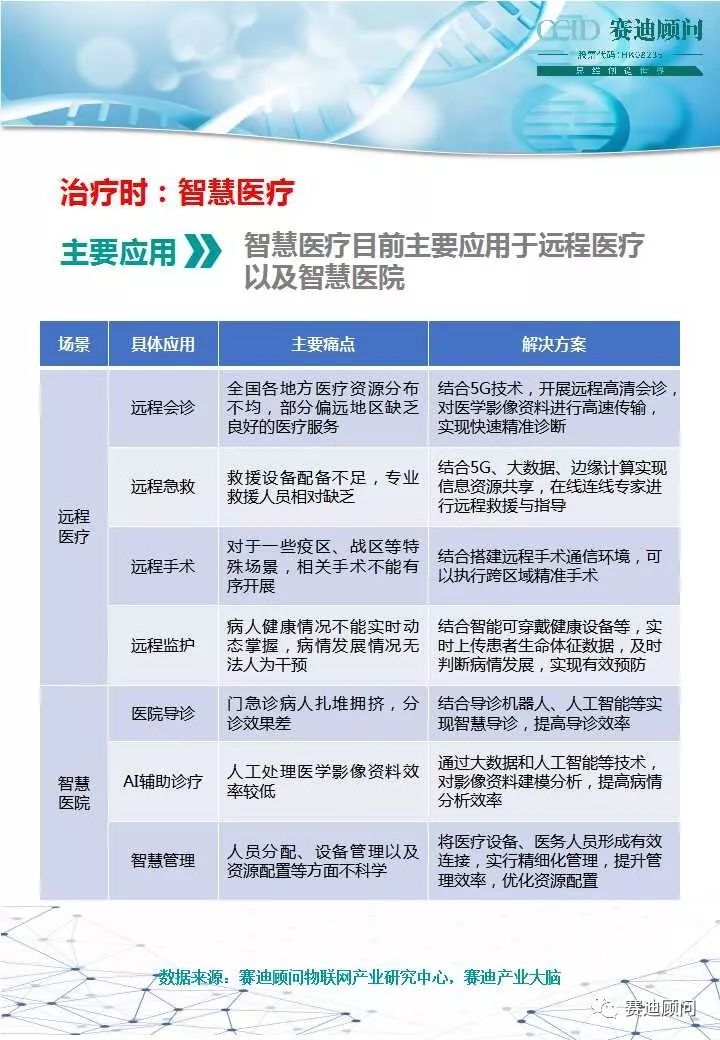 CCID 赛迪顾问
股票代码:HK08235
思维创造世界
治疗时：智慧医疗
主要应用
智慧医疗目前主要应用于远程医疗
以及智慧医院
场景 具体应用 主要痛点 解决方案
远程
医疗
远程会诊
全国各地方医疗资源分布
不均，部分偏远地区缺乏
良好的医疗服务
结合5G技术，开展远程高清会诊，
对医学影像资料进行高速传输，
实现快速精准诊断
远程急救
救援设备配备不足，专业
救援人员相对缺乏
结合5G、大数据、边缘计算实现
信息资源共享，在线连线专家进
行远程救援与指导
远程手术
对于一些疫区、战区等特
殊场景，相关手术不能有
序开展
结合搭建远程手术通信环境，可
以执行跨区域精准手术
远程监护
病人健康情况不能实时动
态掌握，病情发展情况无
法人为干预
结合智能可穿戴健康设备等，实
时上传患者生命体征数据，及时
判断病情发展，实现有效预防
智慧
医院
医院导诊
门急诊病人扎堆拥挤，分
诊效果差
结合导诊机器人、人工智能等实
现智慧导诊，提高导诊效率
AI辅助诊疗
人工处理医学影像资料效
率较低
通过大数据和人工智能等技术，
对影像资料建模分析，提高病情
分析效率
智慧管理
人员分配、设备管理以及
资源配置等方面不科学
将医疗设备、医务人员形成有效
连接，实行精细化管理，提升管
理效率，优化资源配置
数据来源：赛迪顾问物联网产业研究中心，赛迪产业大脑
赛迪顾问